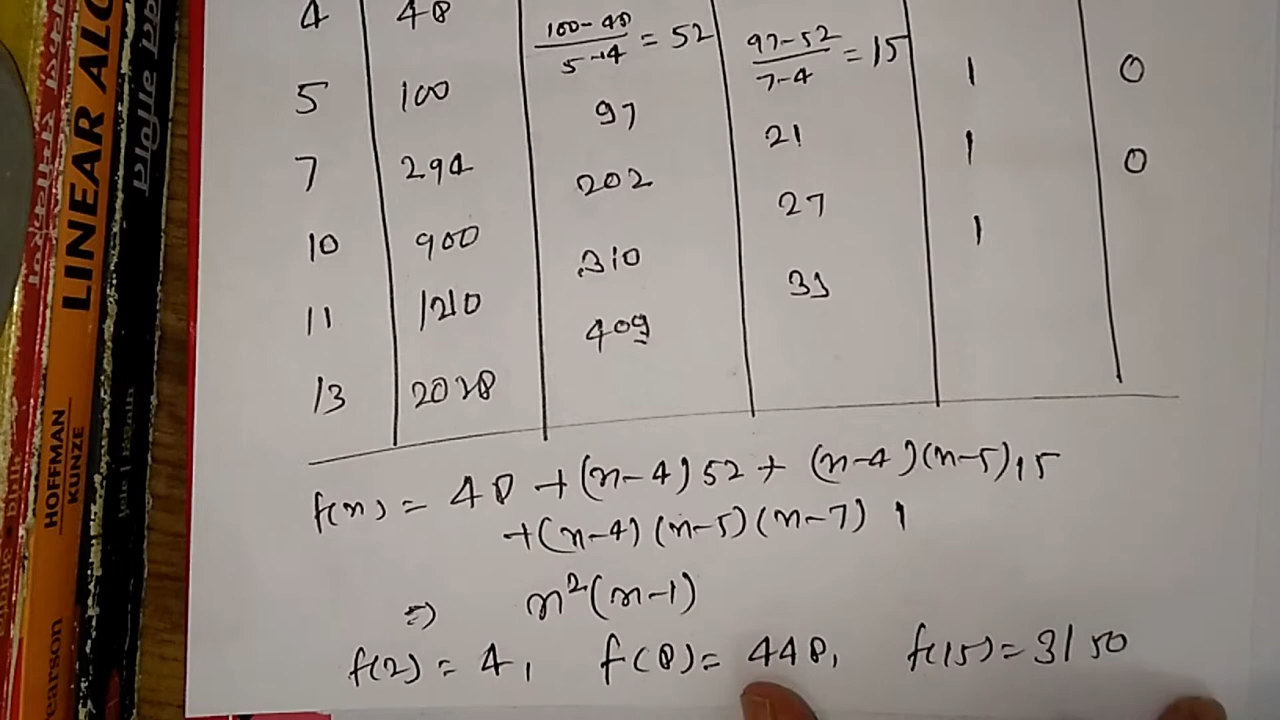 4 48
100-48 / 5-4 = 52
97-52 / 7-4 = 15
5 100 97 1 0
21
7 294 202 1 0
27
10 900 310 1
33
11 1210 409
13 2028
f(x) = 48 + (x-4) 52 + (x-4)(x-5) 15
+(x-4)(x-5)(x-7) 1
⇒ x²(x-1)
f(2) = 4, f(8) = 448, f(15) = 3150
LINEAR ALG
HOFFMAN
KUNZE
earson